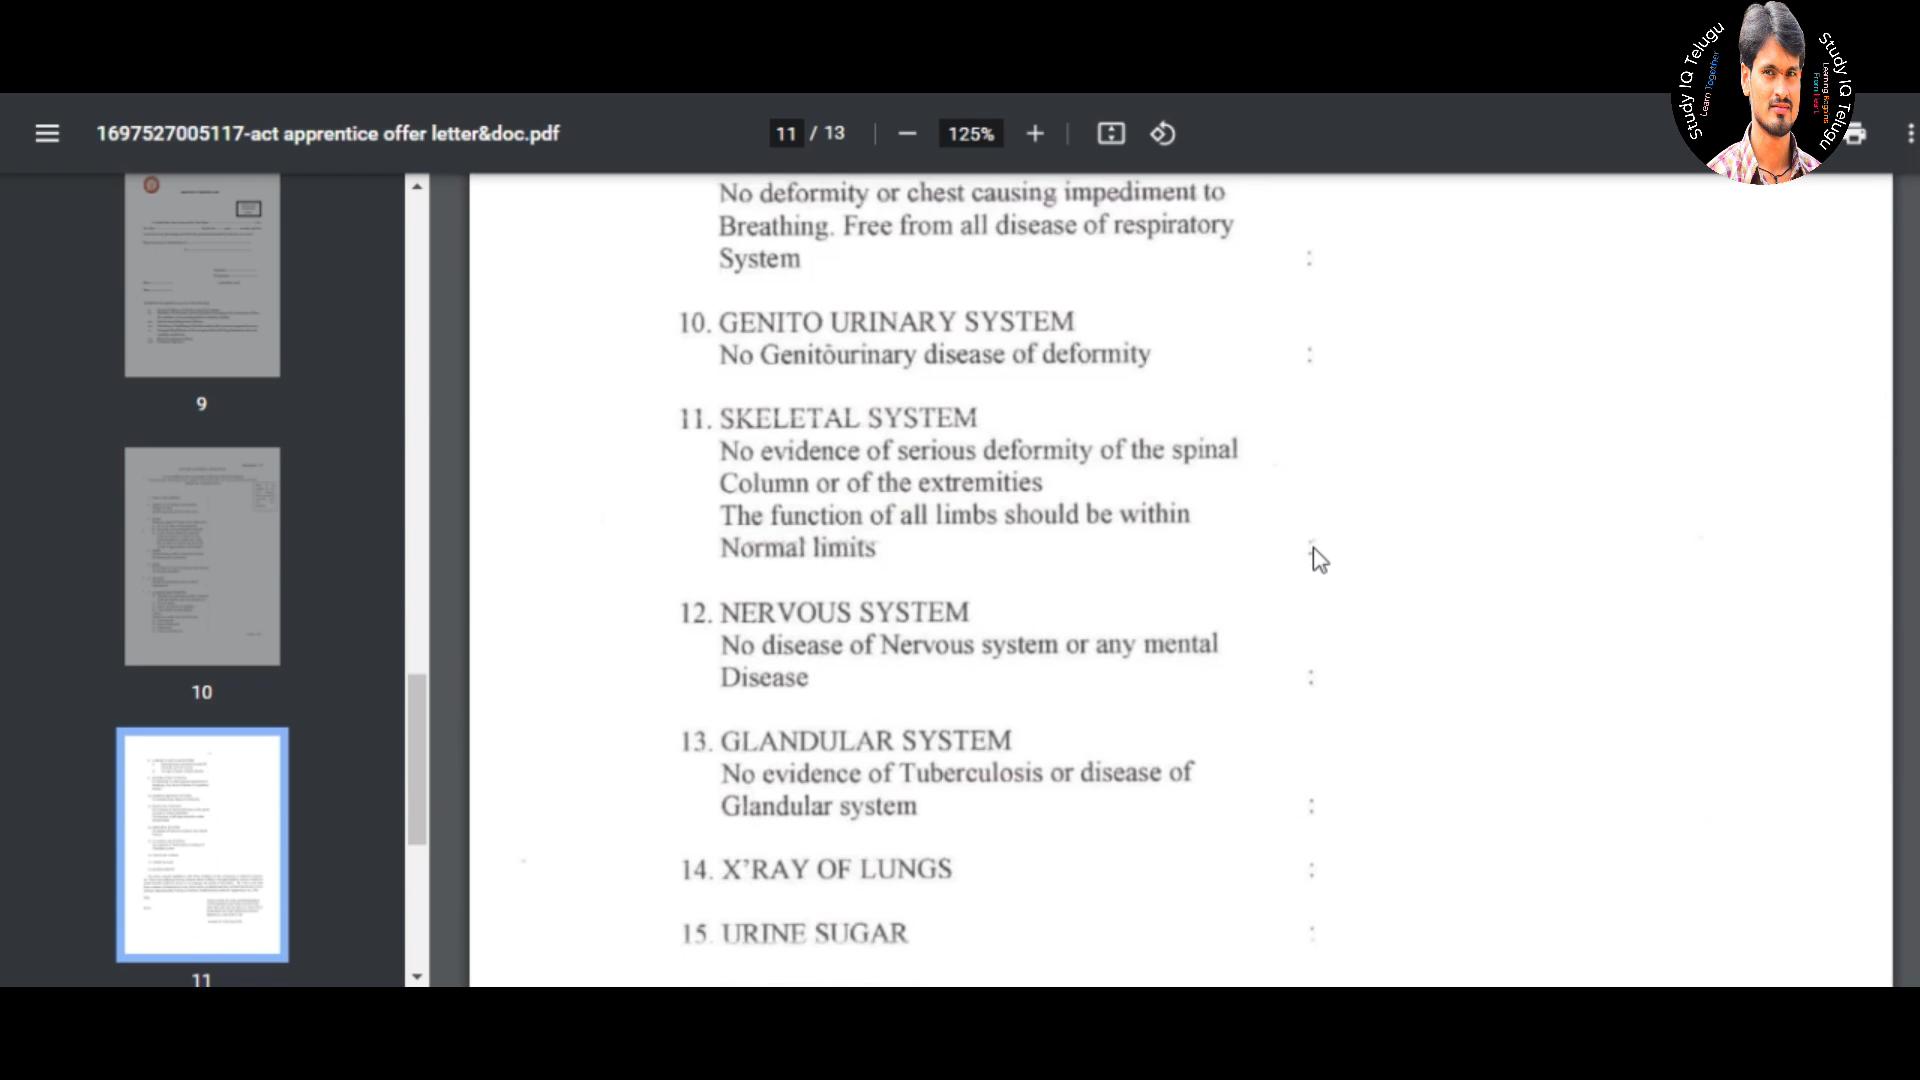 Study IQ Telugu
Learn Together
Study IQ Telugu
Learning Begins
From Heart
1697527005117-act apprentice offer letter&doc.pdf
11 / 13
125%
9
10
11
No deformity or chest causing impediment to
Breathing. Free from all disease of respiratory
System :
10. GENITO URINARY SYSTEM
No Genitourinary disease of deformity :
11. SKELETAL SYSTEM
No evidence of serious deformity of the spinal
Column or of the extremities
The function of all limbs should be within
Normal limits
12. NERVOUS SYSTEM
No disease of Nervous system or any mental
Disease :
13. GLANDULAR SYSTEM
No evidence of Tuberculosis or disease of
Glandular system :
14. X'RAY OF LUNGS :
15. URINE SUGAR :